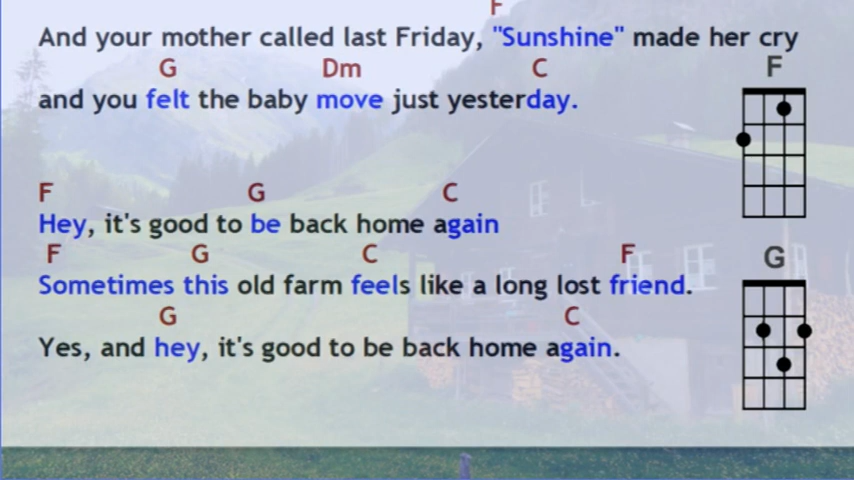 F
And your mother called last Friday, "Sunshine" made her cry
G Dm C
and you felt the baby move just yesterday.
F
F G C
Hey, it's good to be back home again
F G C F
Sometimes this old farm feels like a long lost friend.
G
G C
Yes, and hey, it's good to be back home again.